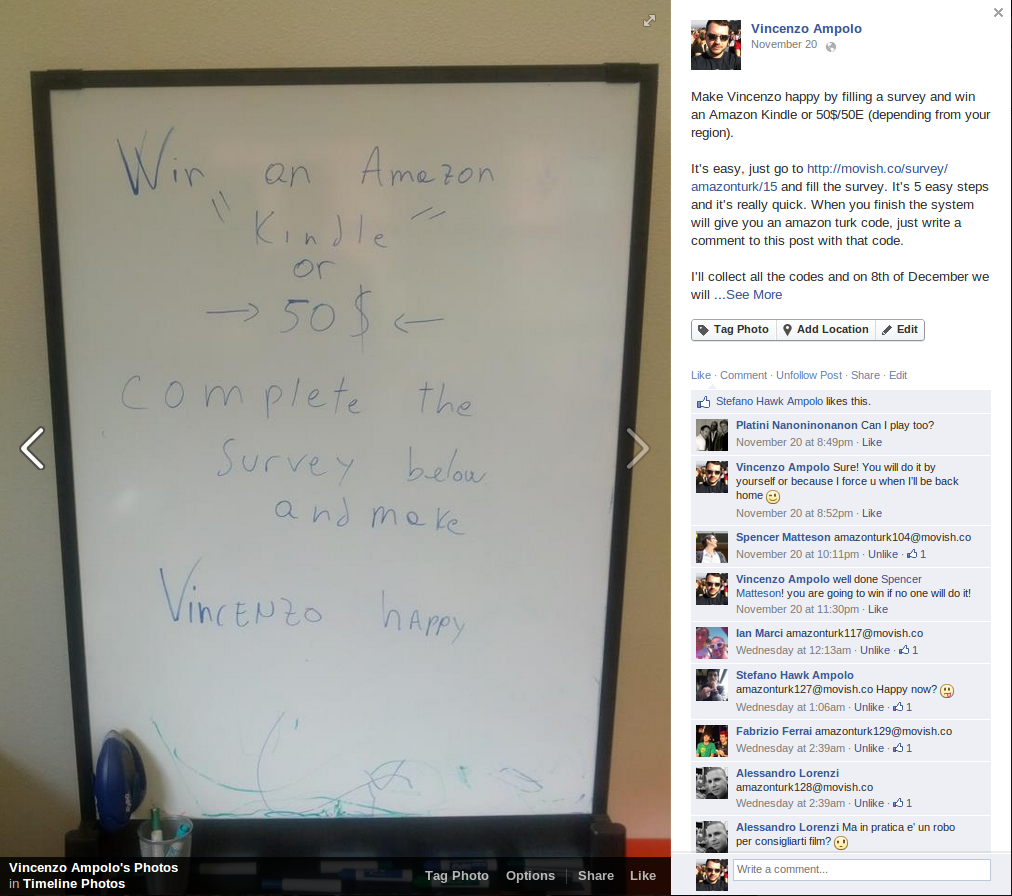 Win an Amazon
Kindle
or
→ 50$ ←
Complete the
survey below
and make
VincENZO hAppy
Vincenzo Ampolo's Photos
in Timeline Photos
Tag Photo Options Share Like
Vincenzo Ampolo
November 20
Make Vincenzo happy by filling a survey and win
an Amazon Kindle or 50$/50E (depending from your
region).
It's easy, just go to http://movish.co/survey/
amazonturk/15 and fill the survey. It's 5 easy steps
and it's really quick. When you finish the system
will give you an amazon turk code, just write a
comment to this post with that code.
I'll collect all the codes and on 8th of December we
will ...See More
Tag Photo Add Location Edit
Like · Comment · Unfollow Post · Share · Edit
Stefano Hawk Ampolo likes this.
Platini Nanoninonanon Can I play too?
November 20 at 8:49pm · Like
Vincenzo Ampolo Sure! You will do it by
yourself or because I force u when I'll be back
home
November 20 at 8:52pm · Like
Spencer Matteson amazonturk104@movish.co
November 20 at 10:11pm · Unlike · 1
Vincenzo Ampolo well done Spencer
Matteson! you are going to win if no one will do it!
November 20 at 11:30pm · Like
Ian Marci amazonturk117@movish.co
Wednesday at 12:13am · Unlike · 1
Stefano Hawk Ampolo
amazonturk127@movish.co Happy now?
Wednesday at 1:06am · Unlike · 1
Fabrizio Ferrai amazonturk129@movish.co
Wednesday at 2:39am · Unlike · 1
Alessandro Lorenzi
amazonturk128@movish.co
Wednesday at 2:39am · Unlike · 1
Alessandro Lorenzi Ma in pratica e' un robo
per consigliarti film?
Write a comment...